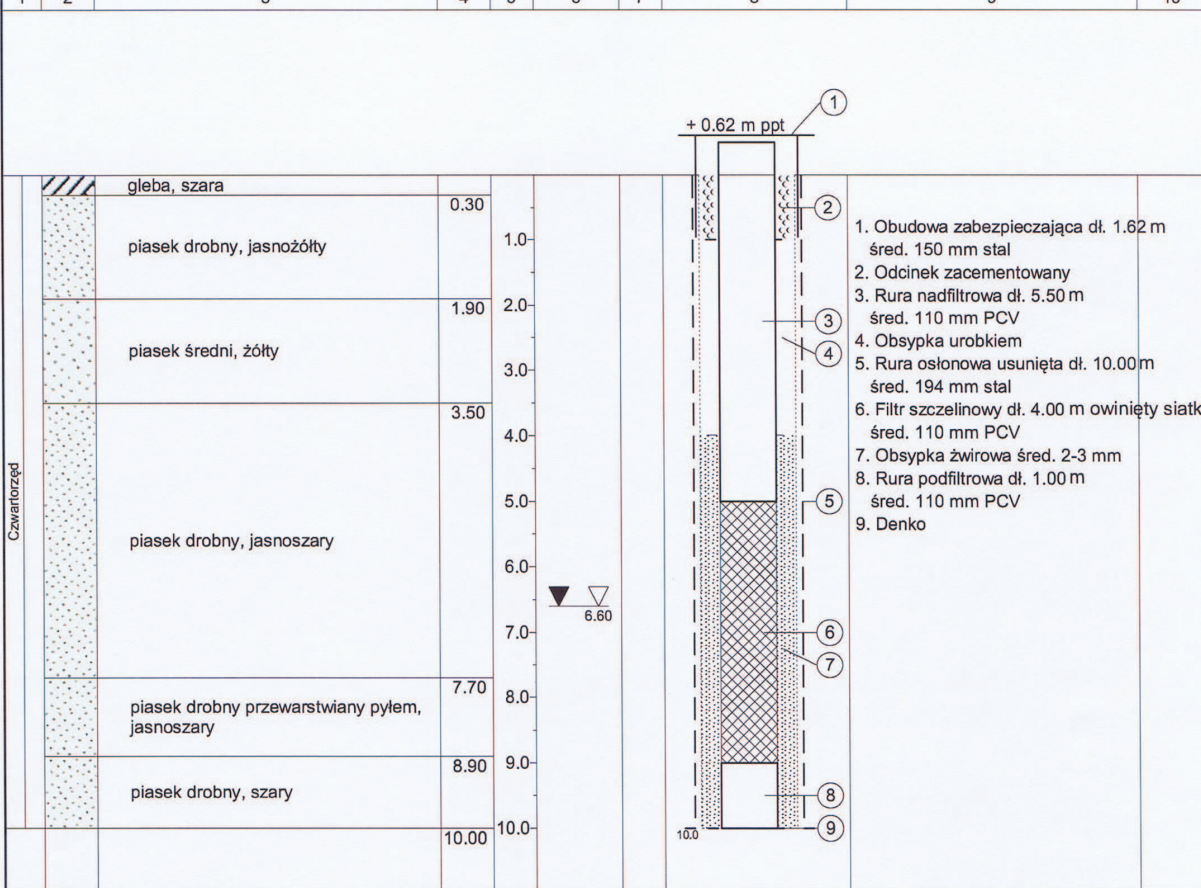 + 0.62 m ppt
1
gleba, szara
0.30
2
piasek drobny, jasnożółty
1.0
1.90
2.0
piasek średni, żółty
3
4
3.0
3.50
4.0
Czwartorzęd
5.0
5
piasek drobny, jasnoszary
6.0
6.60
7.0
6
7
7.70
piasek drobny przewarstwiany pyłem,
jasnoszary
8.0
8.90
9.0
piasek drobny, szary
8
10.00
10.0
10.0
9
1. Obudowa zabezpieczająca dł. 1.62 m
śred. 150 mm stal
2. Odcinek zacementowany
3. Rura nadfiltrowa dł. 5.50 m
śred. 110 mm PCV
4. Obsypka urobkiem
5. Rura osłonowa usunięta dł. 10.00 m
śred. 194 mm stal
6. Filtr szczelinowy dł. 4.00 m owinięty siatk
śred. 110 mm PCV
7. Obsypka żwirowa śred. 2-3 mm
8. Rura podfiltrowa dł. 1.00 m
śred. 110 mm PCV
9. Denko